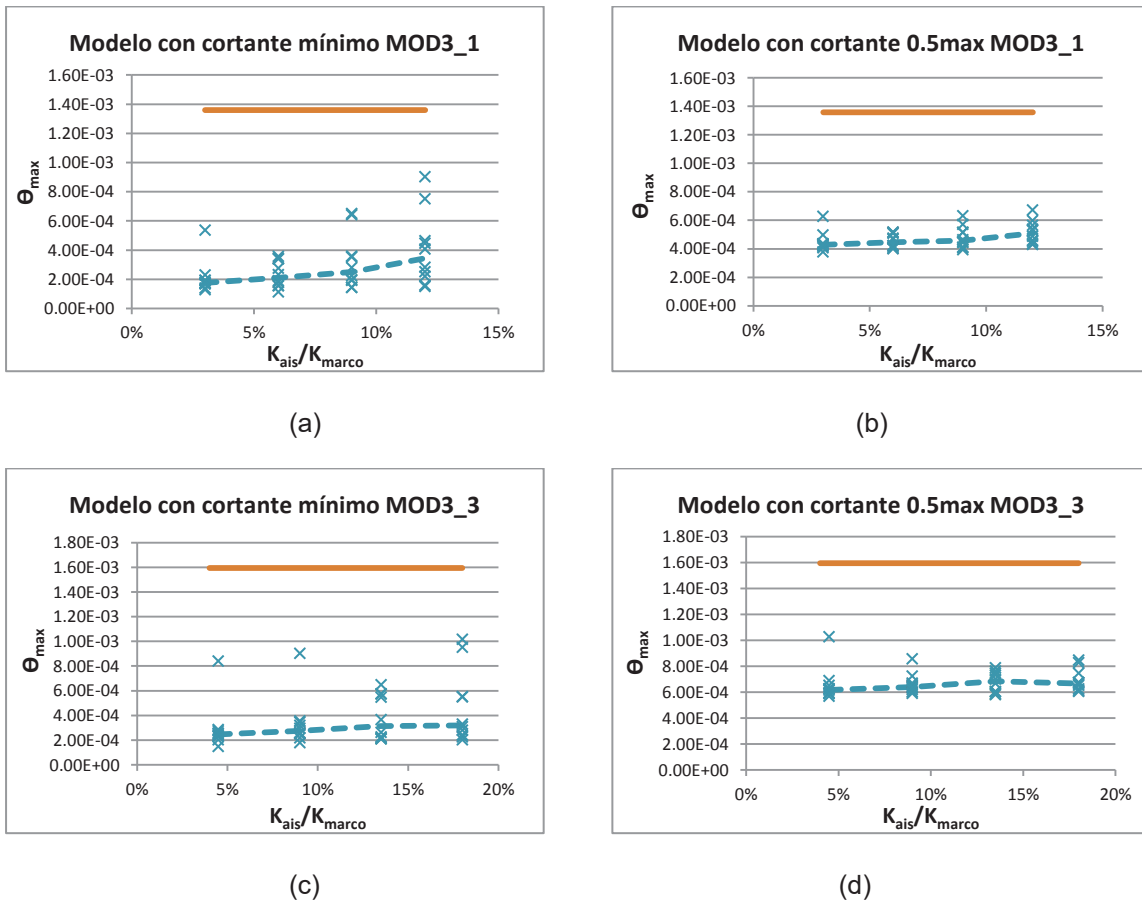 Modelo con cortante mínimo MOD3_1
1.60E-03
1.40E-03
1.20E-03
1.00E-03
8.00E-04
6.00E-04
4.00E-04
2.00E-04
0.00E+00
Ɵmax
0% 5% 10% 15%
Kais/Kmarco
(a)
Modelo con cortante 0.5max MOD3_1
1.60E-03
1.40E-03
1.20E-03
1.00E-03
8.00E-04
6.00E-04
4.00E-04
2.00E-04
0.00E+00
Ɵmax
0% 5% 10% 15%
Kais/Kmarco
(b)
Modelo con cortante mínimo MOD3_3
1.80E-03
1.60E-03
1.40E-03
1.20E-03
1.00E-03
8.00E-04
6.00E-04
4.00E-04
2.00E-04
0.00E+00
Ɵmax
0% 5% 10% 15% 20%
Kais/Kmarco
(c)
Modelo con cortante 0.5max MOD3_3
1.80E-03
1.60E-03
1.40E-03
1.20E-03
1.00E-03
8.00E-04
6.00E-04
4.00E-04
2.00E-04
0.00E+00
Ɵmax
0% 5% 10% 15% 20%
Kais/Kmarco
(d)